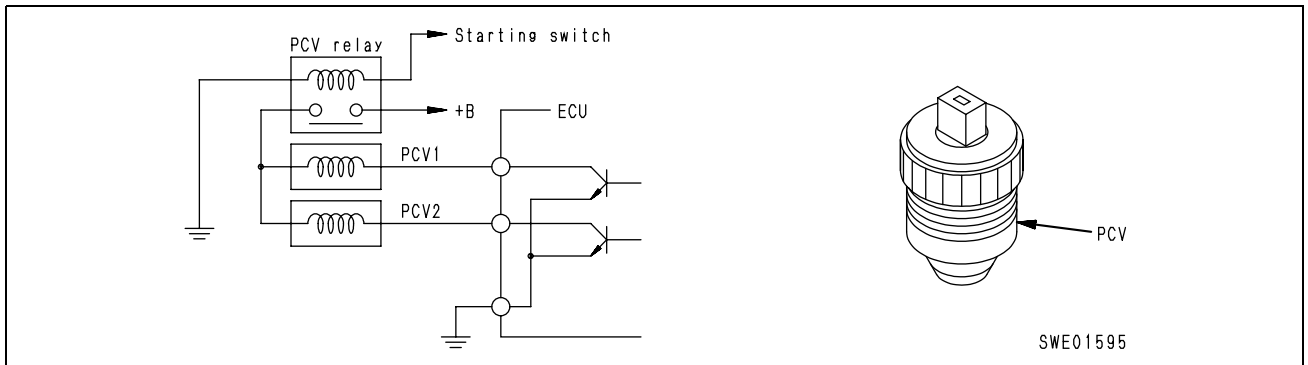 PCV relay
Starting switch
+B
ECU
PCV1
PCV2
PCV
SWE01595